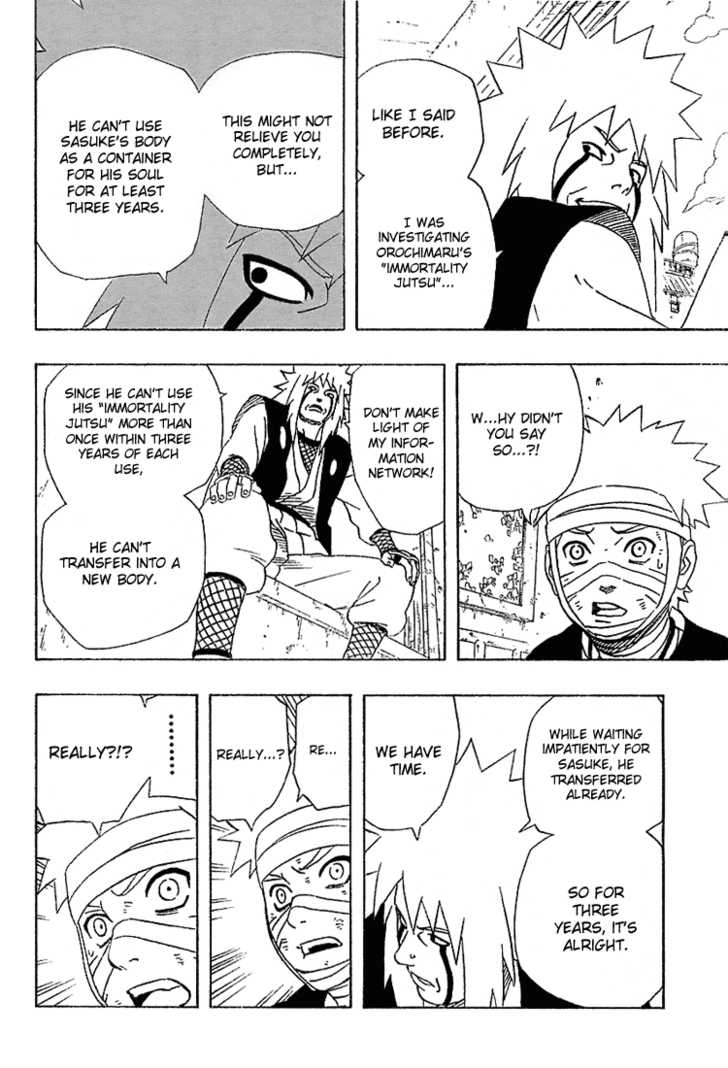 LIKE I SAID
BEFORE.
I WAS
INVESTIGATING
OROCHIMARU'S
"IMMORTALITY
JUTSU"...
THIS MIGHT NOT
RELIEVE YOU
COMPLETELY,
BUT...
HE CAN'T USE
SASUKE'S BODY
AS A CONTAINER
FOR HIS SOUL
FOR AT LEAST
THREE YEARS.
W...HY DIDN'T
YOU SAY
SO...?!
DON'T MAKE
LIGHT OF
MY INFOR-
MATION
NETWORK!
SINCE HE CAN'T USE
HIS "IMMORTALITY
JUTSU" MORE THAN
ONCE WITHIN THREE
YEARS OF EACH
USE,
HE CAN'T
TRANSFER INTO A
NEW BODY.
WHILE WAITING
IMPATIENTLY FOR
SASUKE, HE
TRANSFERRED
ALREADY.
SO FOR
THREE
YEARS, IT'S
ALRIGHT.
WE HAVE
TIME.
RE...
REALLY...?
.........
REALLY?!?